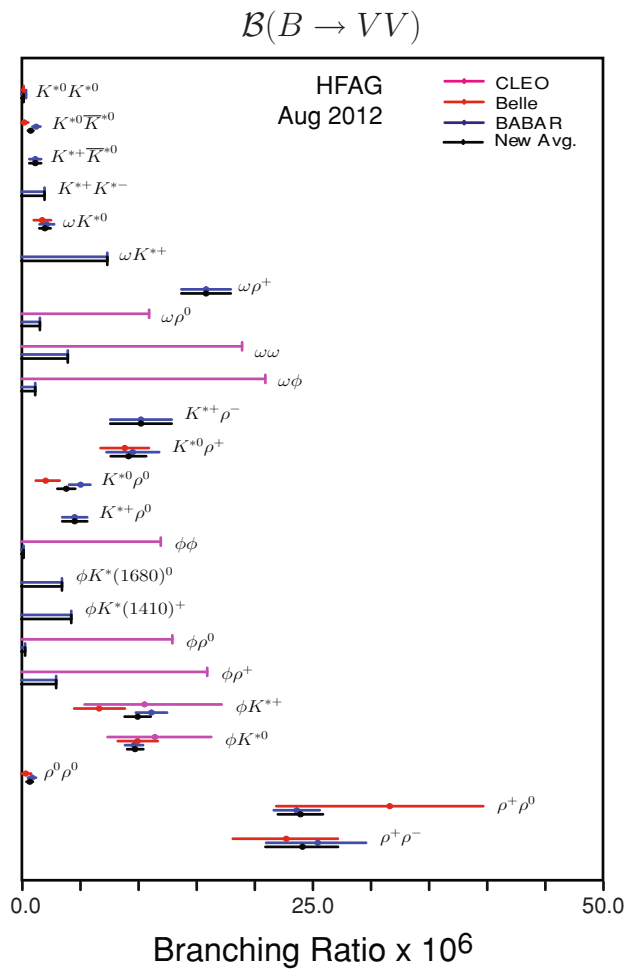 𝓑(B → VV)
HFAG
Aug 2012
CLEO
Belle
BABAR
New Avg.
K*⁰K*⁰
K*⁰K̅*⁰
K*⁺K̅*⁰
K*⁺K*⁻
ωK*⁰
ωK*⁺
ωρ⁺
ωρ⁰
ωω
ωϕ
K*⁺ρ⁻
K*⁰ρ⁺
K*⁰ρ⁰
K*⁺ρ⁰
ϕϕ
ϕK*(1680)⁰
ϕK*(1410)⁺
ϕρ⁰
ϕρ⁺
ϕK*⁺
ϕK*⁰
ρ⁰ρ⁰
ρ⁺ρ⁰
ρ⁺ρ⁻
0.0 25.0 50.0
Branching Ratio x 10⁶